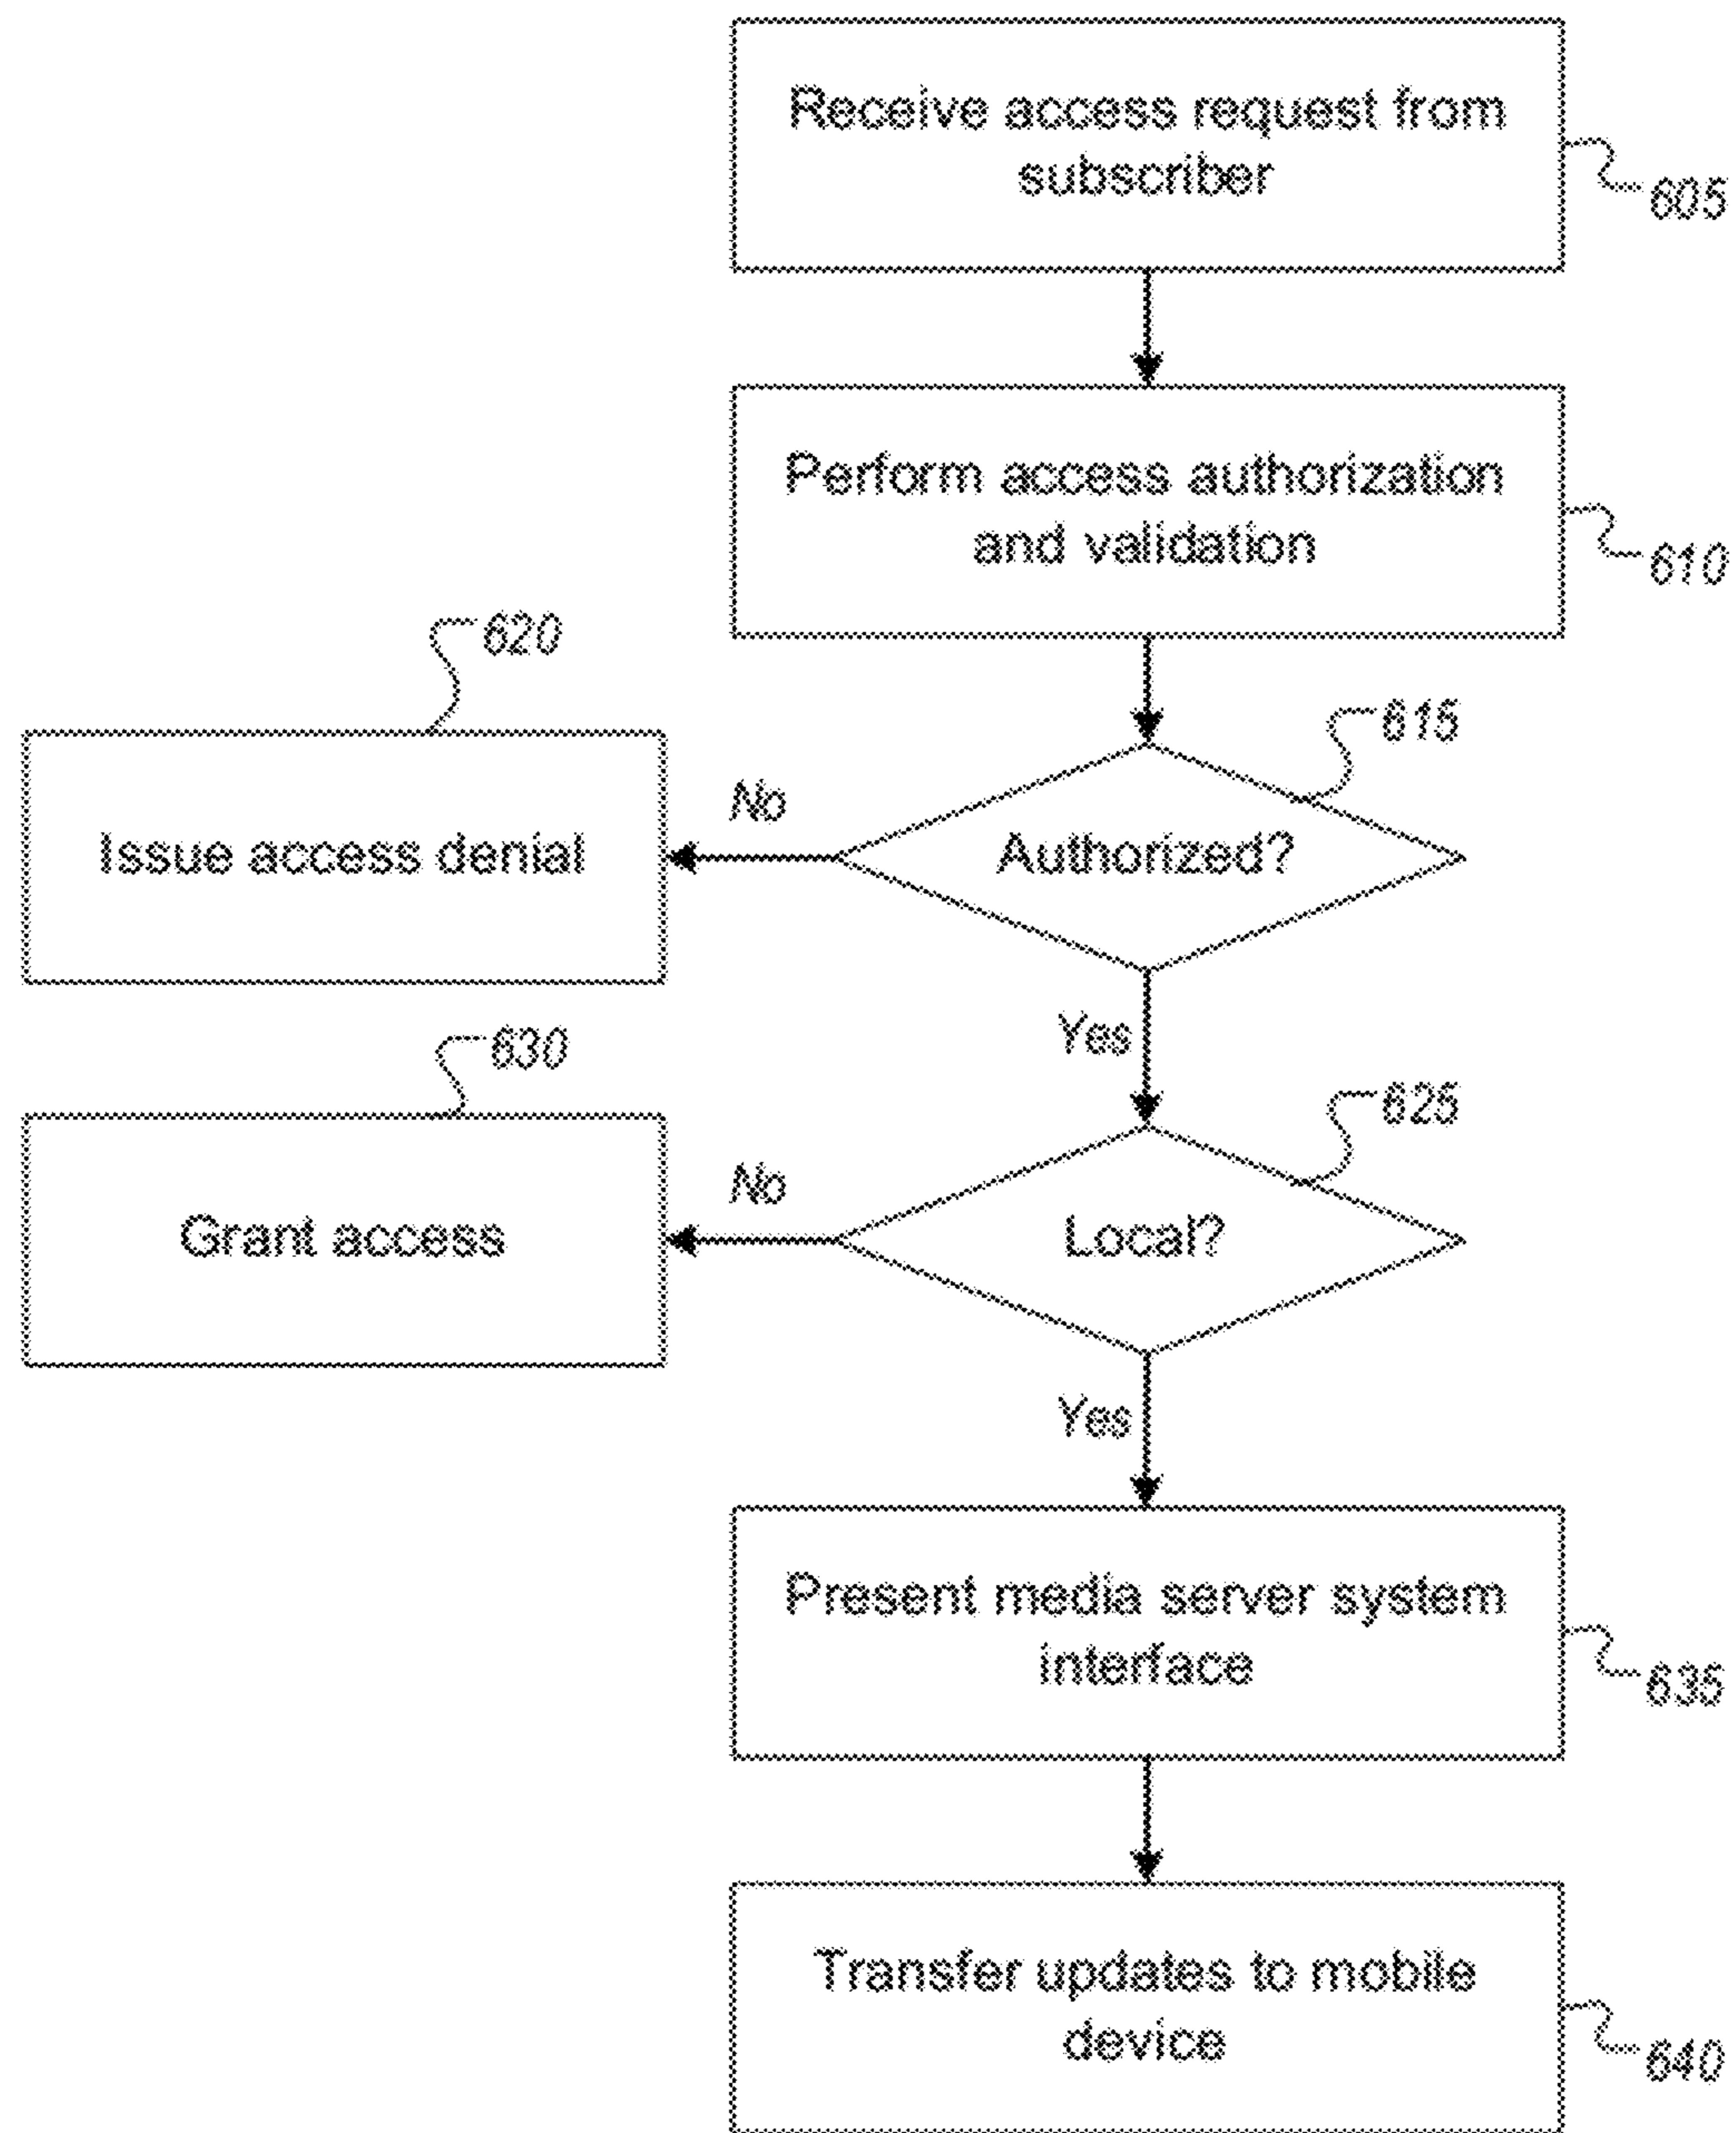 Receive access request from
subscriber
605
Perform access authorization
and validation
610
620
615
Issue access denial
No
Authorized?
Yes
630
625
Grant access
No
Local?
Yes
Present media server system
interface
635
Transfer updates to mobile
device
640